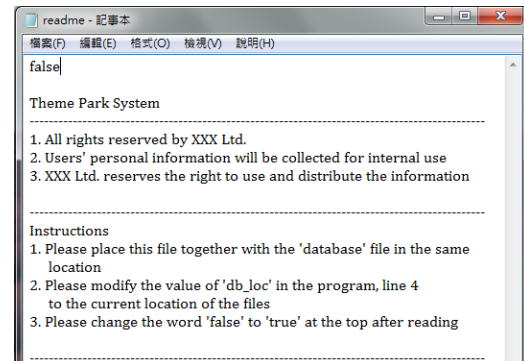 readme - 記事本
檔案(F) 編輯(E) 格式(O) 檢視(V) 說明(H)
false
Theme Park System
--------------------------------------------------------------------------------
1. All rights reserved by XXX Ltd.
2. Users' personal information will be collected for internal use
3. XXX Ltd. reserves the right to use and distribute the information
--------------------------------------------------------------------------------
Instructions
1. Please place this file together with the 'database' file in the same
location
2. Please modify the value of 'db_loc' in the program, line 4
to the current location of the files
3. Please change the word 'false' to 'true' at the top after reading
--------------------------------------------------------------------------------